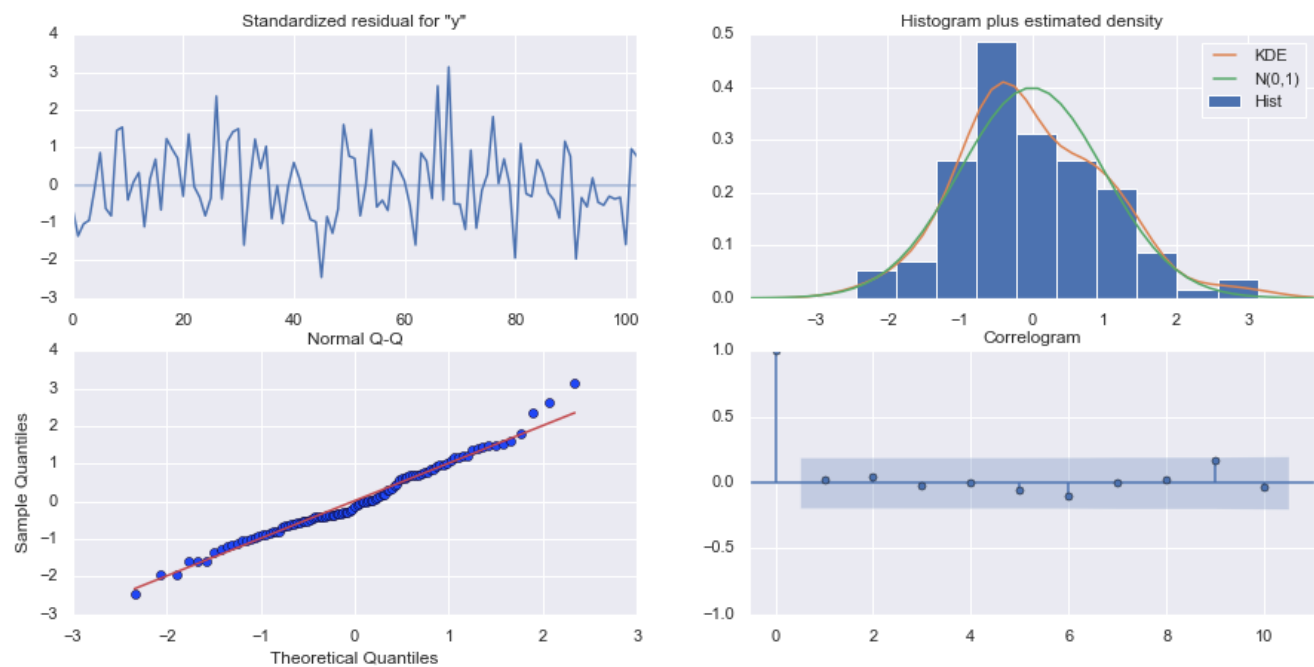 Standardized residual for "y"
4
3
2
1
0
−1
−2
−3
0 20 40 60 80 100
Histogram plus estimated density
0.5
0.4
0.3
0.2
0.1
0.0
−3 −2 −1 0 1 2 3
KDE
N(0,1)
Hist
Normal Q-Q
Sample Quantiles
4
3
2
1
0
−1
−2
−3
−3 −2 −1 0 1 2 3
Theoretical Quantiles
Correlogram
1.0
0.5
0.0
−0.5
−1.0
0 2 4 6 8 10